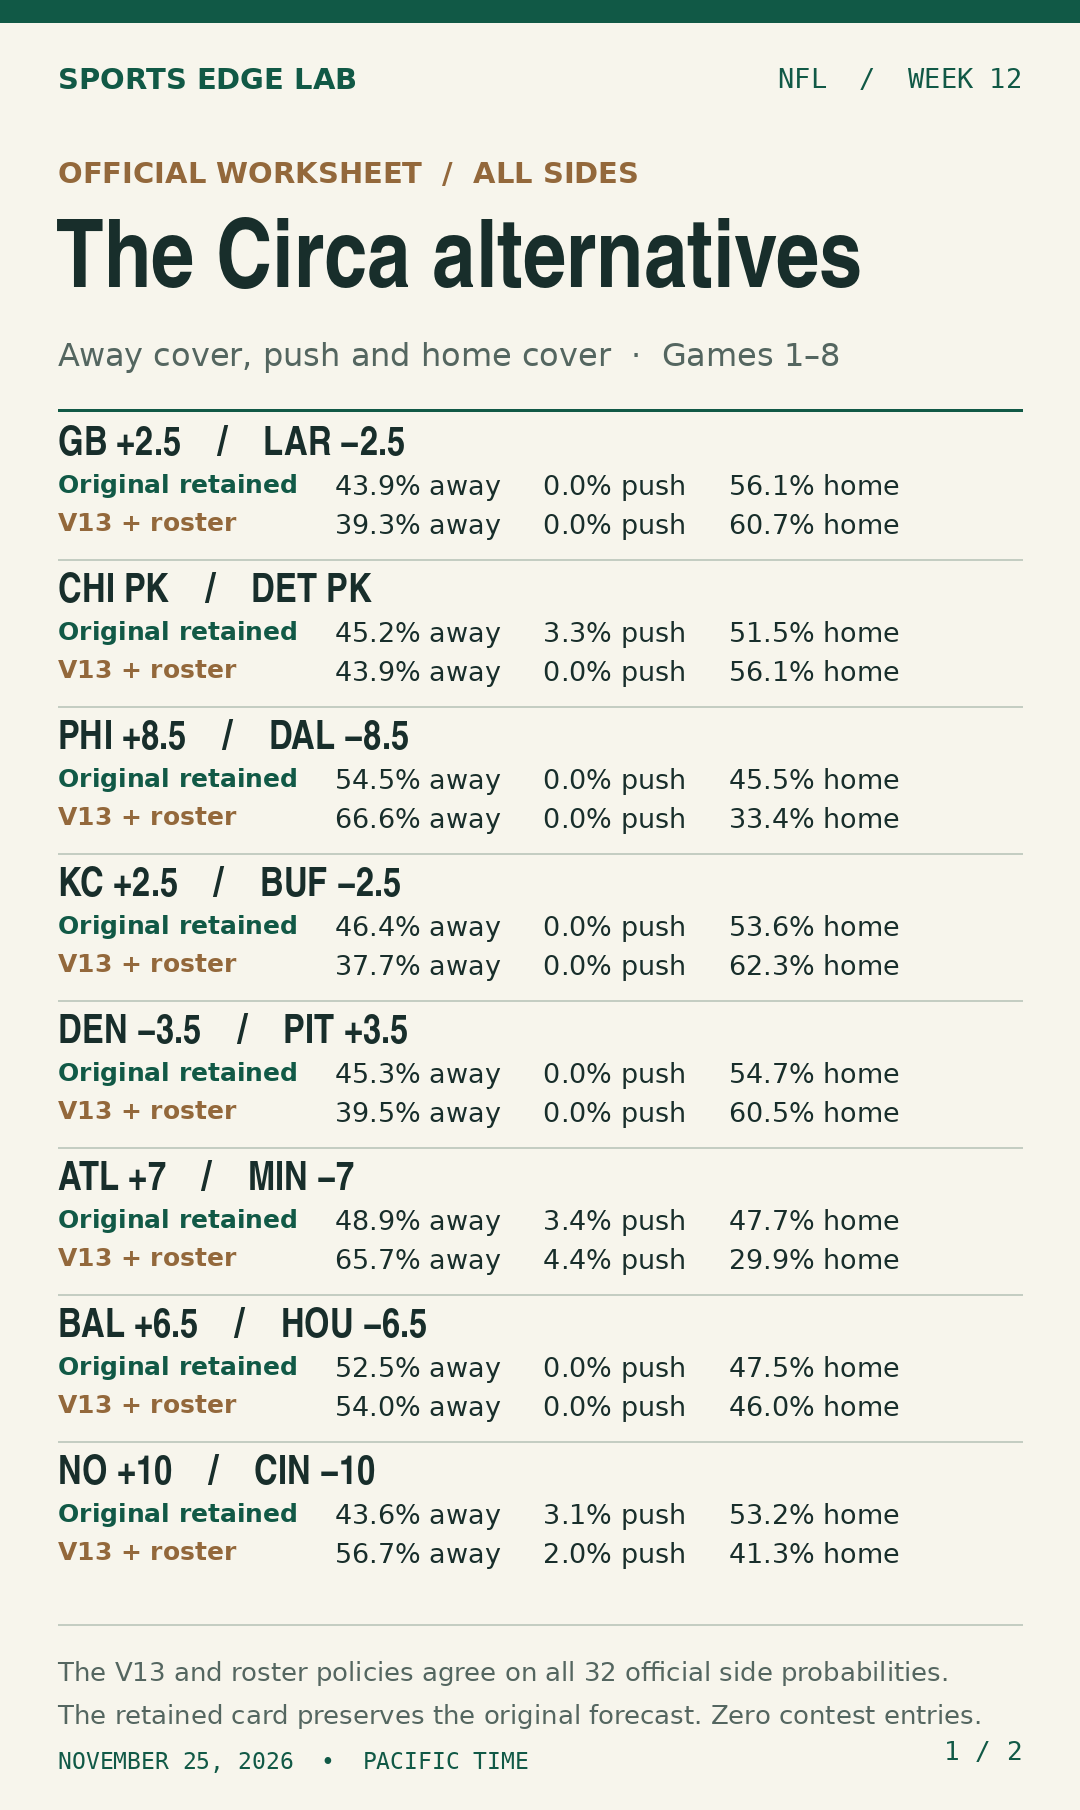 SPORTS EDGE LAB NFL / WEEK 12
OFFICIAL WORKSHEET / ALL SIDES
The Circa alternatives
Away cover, push and home cover · Games 1–8
GB +2.5 / LAR −2.5
Original retained 43.9% away 0.0% push 56.1% home
V13 + roster 39.3% away 0.0% push 60.7% home
CHI PK / DET PK
Original retained 45.2% away 3.3% push 51.5% home
V13 + roster 43.9% away 0.0% push 56.1% home
PHI +8.5 / DAL −8.5
Original retained 54.5% away 0.0% push 45.5% home
V13 + roster 66.6% away 0.0% push 33.4% home
KC +2.5 / BUF −2.5
Original retained 46.4% away 0.0% push 53.6% home
V13 + roster 37.7% away 0.0% push 62.3% home
DEN −3.5 / PIT +3.5
Original retained 45.3% away 0.0% push 54.7% home
V13 + roster 39.5% away 0.0% push 60.5% home
ATL +7 / MIN −7
Original retained 48.9% away 3.4% push 47.7% home
V13 + roster 65.7% away 4.4% push 29.9% home
BAL +6.5 / HOU −6.5
Original retained 52.5% away 0.0% push 47.5% home
V13 + roster 54.0% away 0.0% push 46.0% home
NO +10 / CIN −10
Original retained 43.6% away 3.1% push 53.2% home
V13 + roster 56.7% away 2.0% push 41.3% home
The V13 and roster policies agree on all 32 official side probabilities.
The retained card preserves the original forecast. Zero contest entries.
NOVEMBER 25, 2026 • PACIFIC TIME 1 / 2